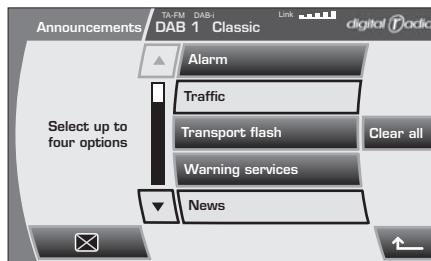 Announcements
TA-FM DAB-i
Link
DAB 1 Classic
digital radio
Alarm
Traffic
Select up to
four options
Transport flash
Clear all
Warning services
News